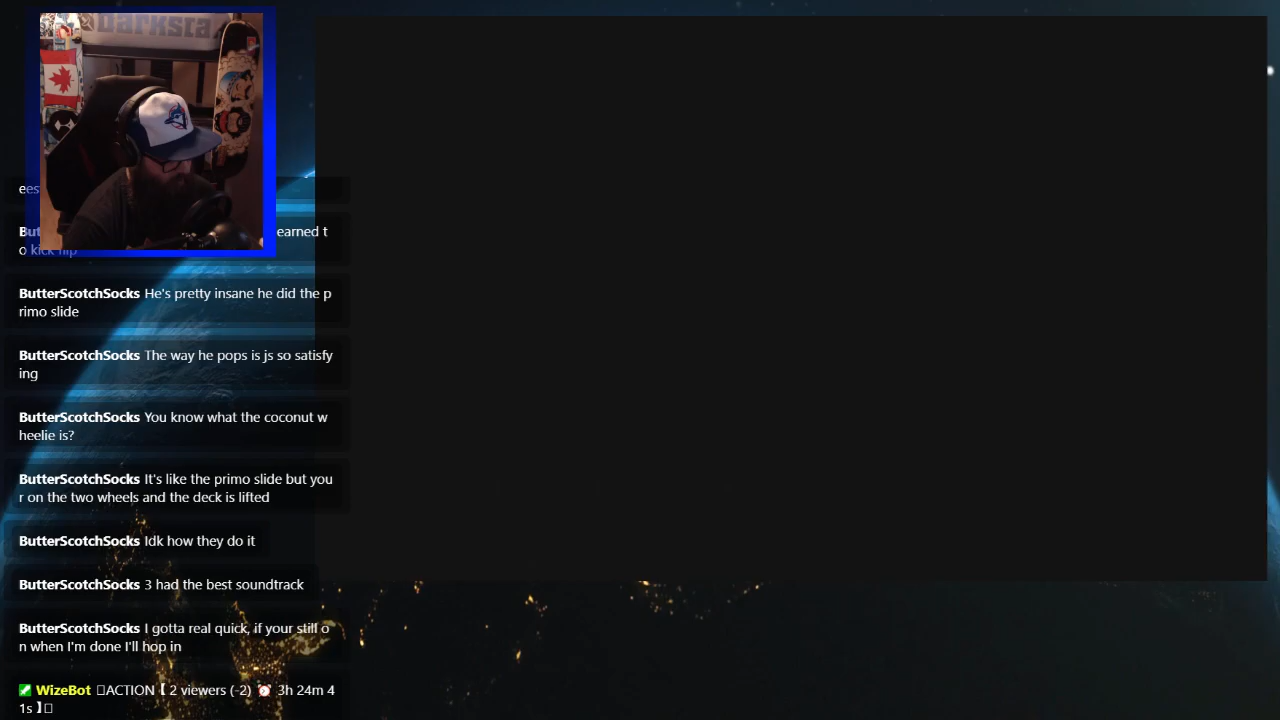 Darksta
ees
But
earned t
o kick flip
ButterScotchSocks He's pretty insane he did the p
rimo slide
ButterScotchSocks The way he pops is js so satisfy
ing
ButterScotchSocks You know what the coconut w
heelie is?
ButterScotchSocks It's like the primo slide but you
r on the two wheels and the deck is lifted
ButterScotchSocks Idk how they do it
ButterScotchSocks 3 had the best soundtrack
ButterScotchSocks I gotta real quick, if your still o
n when I'm done I'll hop in
WizeBot □ACTION【 2 viewers (-2) ⏰ 3h 24m 4
1s 】□